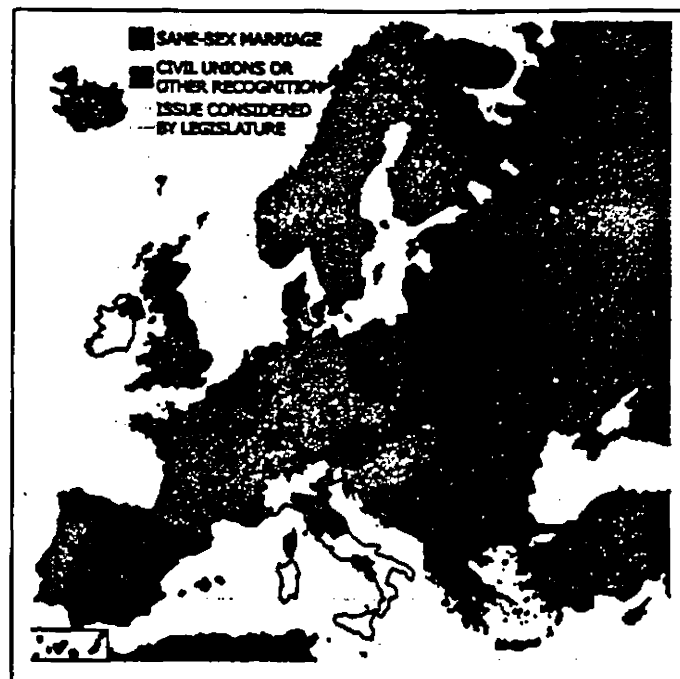 SAME-SEX MARRIAGE
CIVIL UNIONS OR
OTHER RECOGNITION
ISSUE CONSIDERED
BY LEGISLATURE